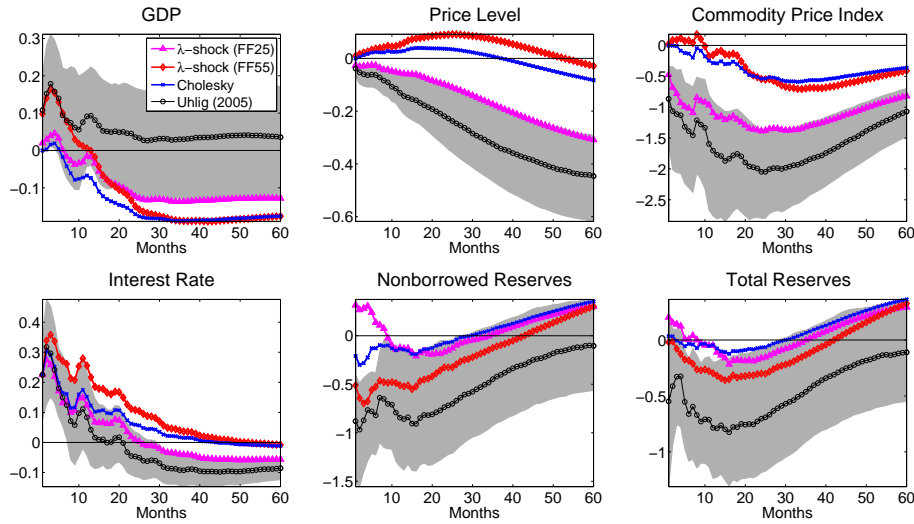 GDP
0.3
0.2
0.1
0
−0.1
λ−shock (FF25)
λ−shock (FF55)
Cholesky
Uhlig (2005)
10 20 30 40 50 60
Months
Price Level
0
−0.2
−0.4
−0.6
10 20 30 40 50 60
Months
Commodity Price Index
0
−0.5
−1
−1.5
−2
−2.5
10 20 30 40 50 60
Months
Interest Rate
0.4
0.3
0.2
0.1
0
−0.1
10 20 30 40 50 60
Months
Nonborrowed Reserves
0
−0.5
−1
−1.5
10 20 30 40 50 60
Months
Total Reserves
0
−0.5
−1
10 20 30 40 50 60
Months